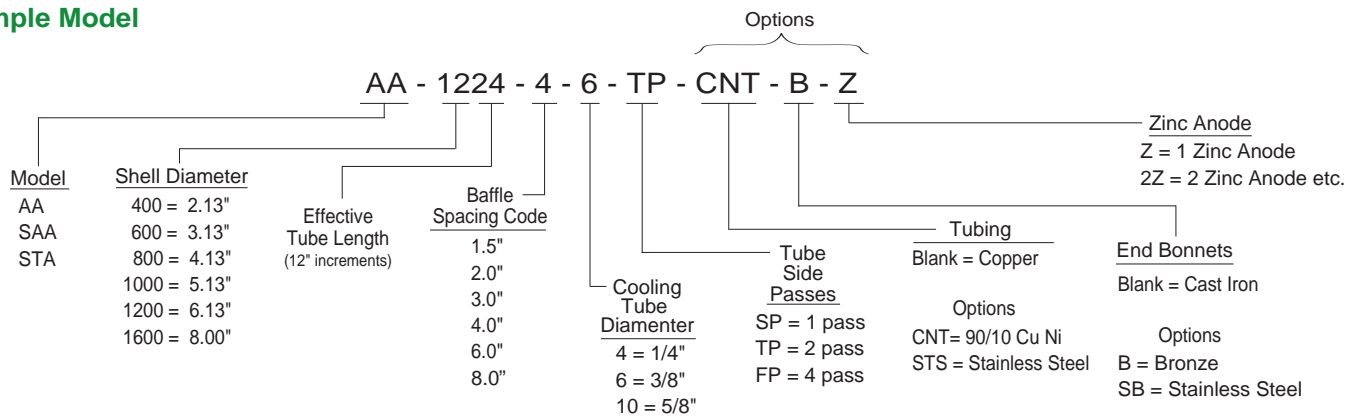 mple Model
Options
AA - 1224 - 4 - 6 - TP - CNT - B - Z
Model
AA
SAA
STA
Shell Diameter
400 = 2.13"
600 = 3.13"
800 = 4.13"
1000 = 5.13"
1200 = 6.13"
1600 = 8.00"
Effective
Tube Length
(12" increments)
Baffle
Spacing Code
1.5"
2.0"
3.0"
4.0"
6.0"
8.0”
Cooling
Tube
Diamenter
4 = 1/4"
6 = 3/8"
10 = 5/8"
Tube
Side
Passes
SP = 1 pass
TP = 2 pass
FP = 4 pass
Tubing
Blank = Copper
Options
CNT= 90/10 Cu Ni
STS = Stainless Steel
End Bonnets
Blank = Cast Iron
Options
B = Bronze
SB = Stainless Steel
Zinc Anode
Z = 1 Zinc Anode
2Z = 2 Zinc Anode etc.